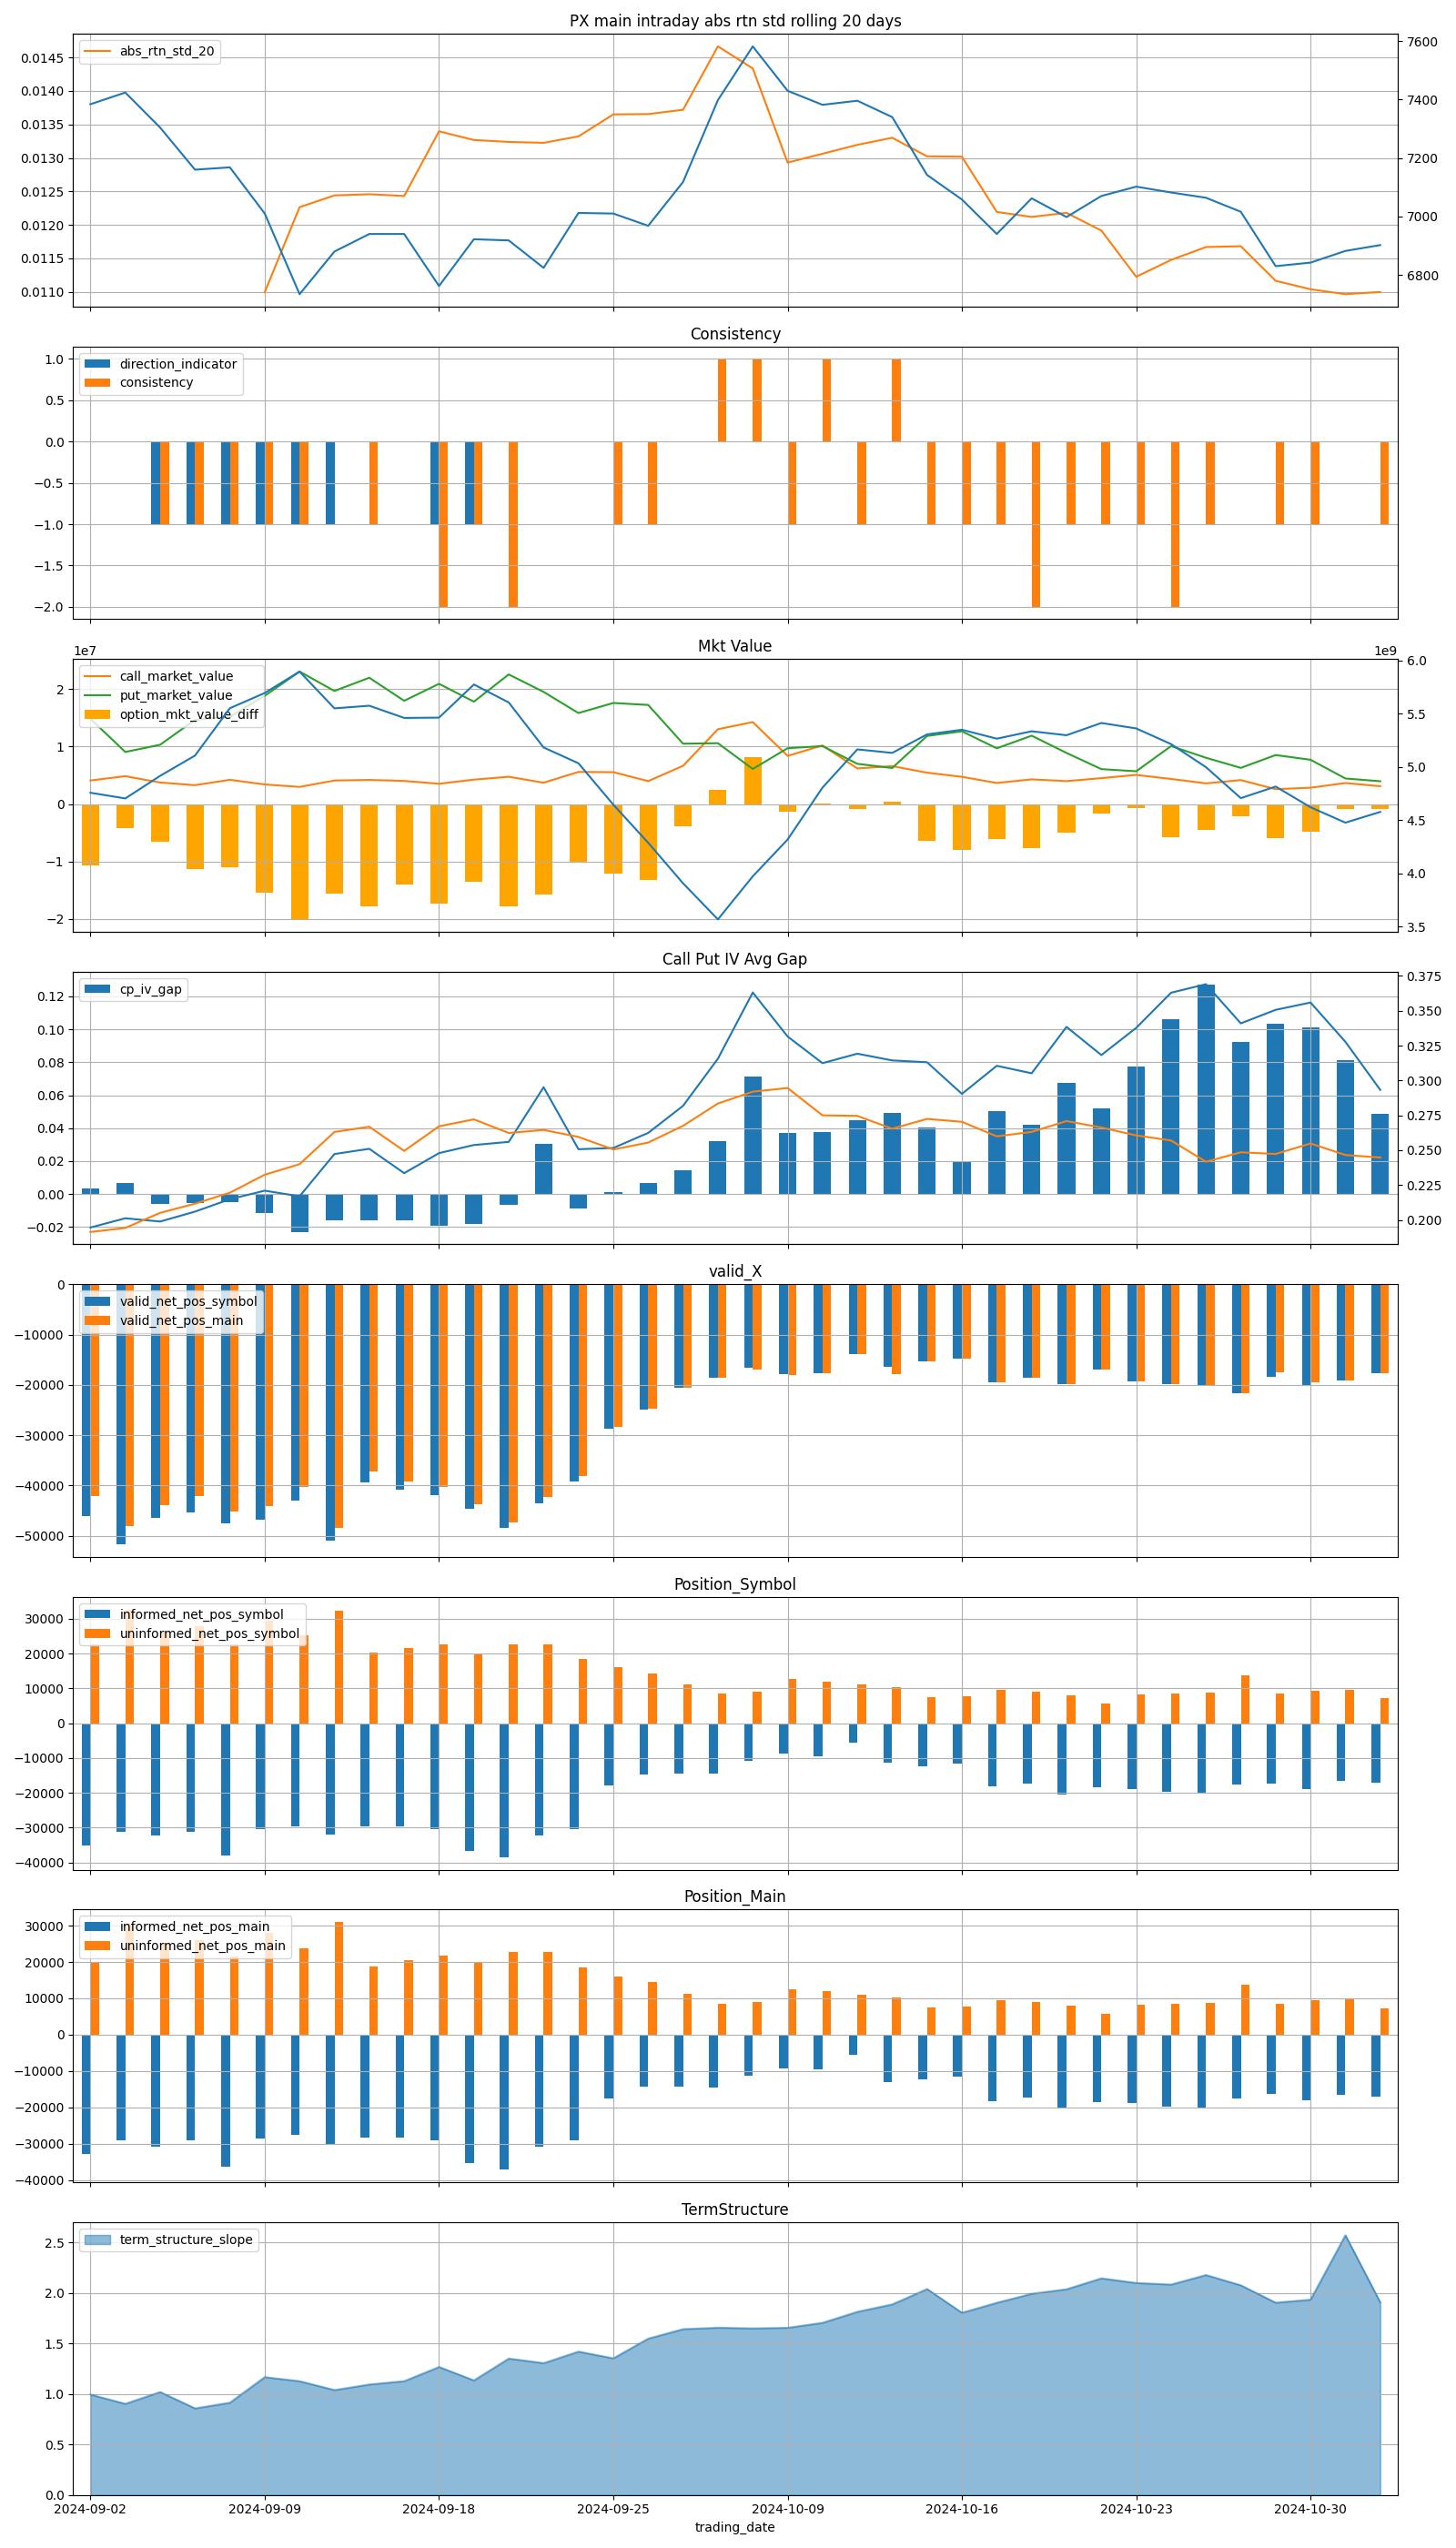 PX main intraday abs rtn std rolling 20 days
abs_rtn_std_20
0.0145
0.0140
0.0135
0.0130
0.0125
0.0120
0.0115
0.0110
7600
7400
7200
7000
6800
Consistency
direction_indicator
consistency
1.0
0.5
0.0
−0.5
−1.0
−1.5
−2.0
Mkt Value
1e7
1e9
call_market_value
put_market_value
option_mkt_value_diff
2
1
0
−1
−2
6.0
5.5
5.0
4.5
4.0
3.5
Call Put IV Avg Gap
cp_iv_gap
0.12
0.10
0.08
0.06
0.04
0.02
0.00
−0.02
0.375
0.350
0.325
0.300
0.275
0.250
0.225
0.200
valid_X
valid_net_pos_symbol
valid_net_pos_main
0
−10000
−20000
−30000
−40000
−50000
Position_Symbol
informed_net_pos_symbol
uninformed_net_pos_symbol
30000
20000
10000
0
−10000
−20000
−30000
−40000
Position_Main
informed_net_pos_main
uninformed_net_pos_main
30000
20000
10000
0
−10000
−20000
−30000
−40000
TermStructure
term_structure_slope
2.5
2.0
1.5
1.0
0.5
0.0
2024-09-02 2024-09-09 2024-09-18 2024-09-25 2024-10-09 2024-10-16 2024-10-23 2024-10-30
trading_date